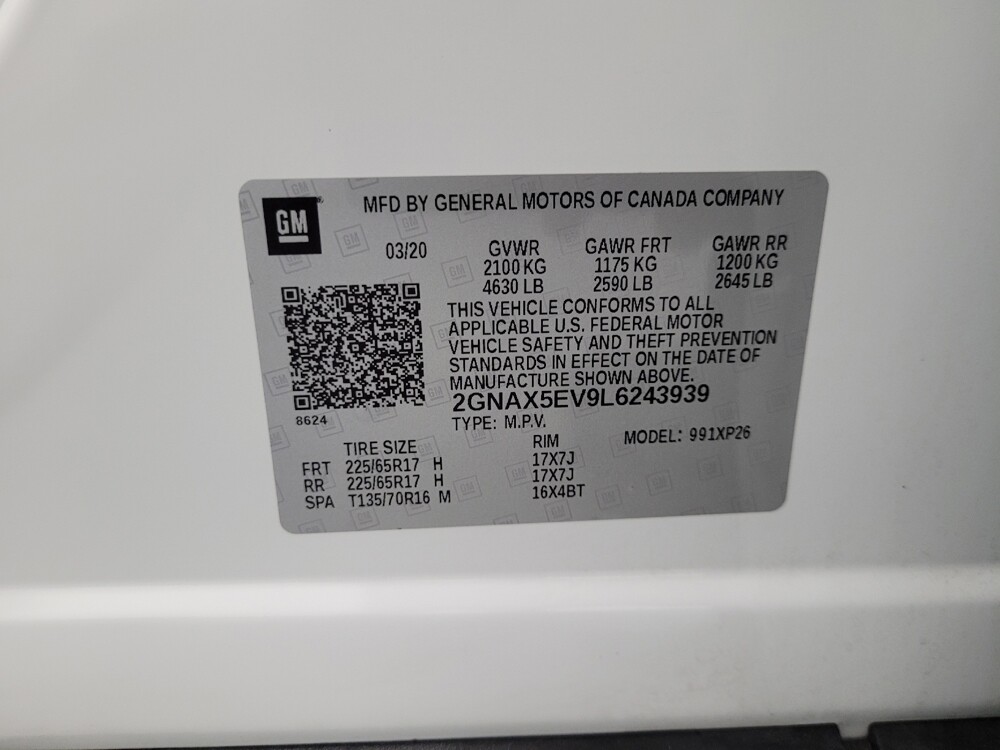 GM
MFD BY GENERAL MOTORS OF CANADA COMPANY
03/20 GVWR GAWR FRT GAWR RR
2100 KG 1175 KG 1200 KG
4630 LB 2590 LB 2645 LB
THIS VEHICLE CONFORMS TO ALL
APPLICABLE U.S. FEDERAL MOTOR
VEHICLE SAFETY AND THEFT PREVENTION
STANDARDS IN EFFECT ON THE DATE OF
MANUFACTURE SHOWN ABOVE.
2GNAX5EV9L6243939
8624
TYPE: M.P.V.
TIRE SIZE RIM MODEL: 991XP26
FRT 225/65R17 H 17X7J
RR 225/65R17 H 17X7J
SPA T135/70R16 M 16X4BT